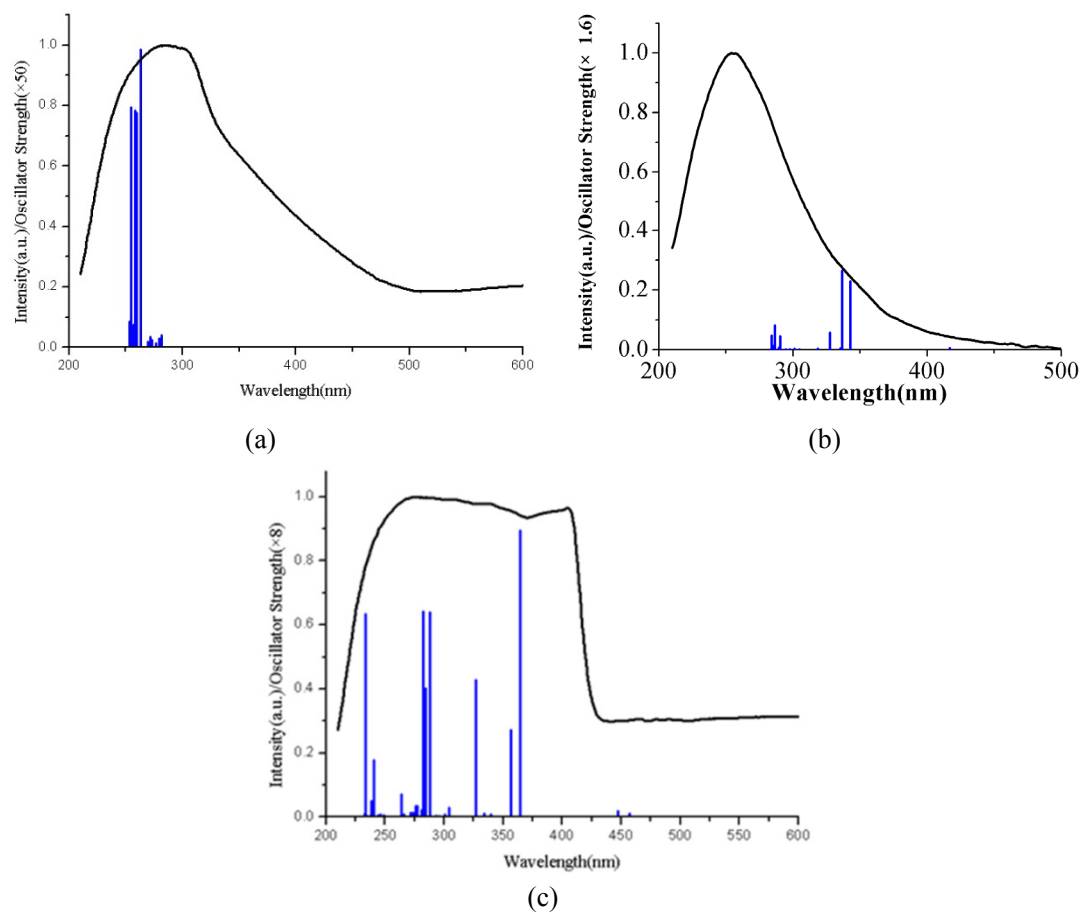 Intensity(a.u.)/Oscillator Strength(×50)
1.0
0.8
0.6
0.4
0.2
0.0
200 300 400 500 600
Wavelength(nm)
(a)
Intensity(a.u.)/Oscillator Strength(× 1.6)
1.0
0.8
0.6
0.4
0.2
0.0
200 300 400 500
Wavelength(nm)
(b)
Intensity(a.u.)/Oscillator Strength(×8)
1.0
0.8
0.6
0.4
0.2
0.0
200 250 300 350 400 450 500 550 600
Wavelength(nm)
(c)